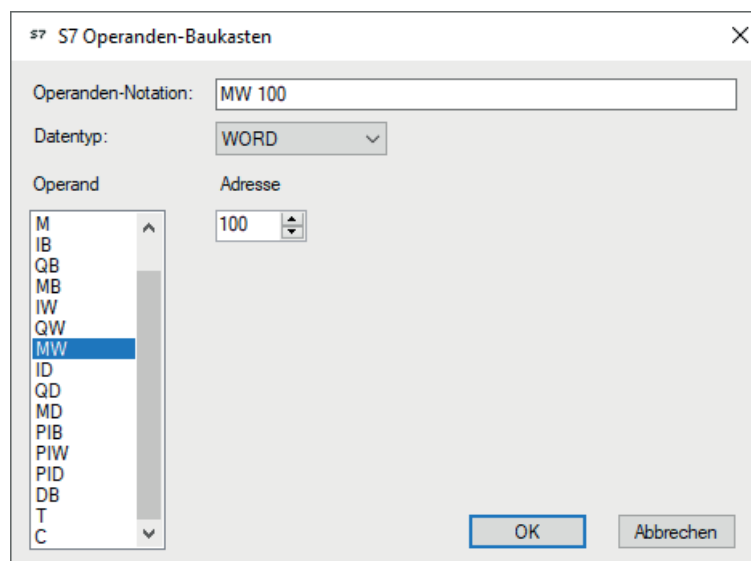 S7 S7 Operanden-Baukasten
Operanden-Notation: MW 100
Datentyp: WORD
Operand Adresse
M 100
IB
QB
MB
IW
QW
MW
ID
QD
MD
PIB
PIW
PID
DB
T
C
OK Abbrechen